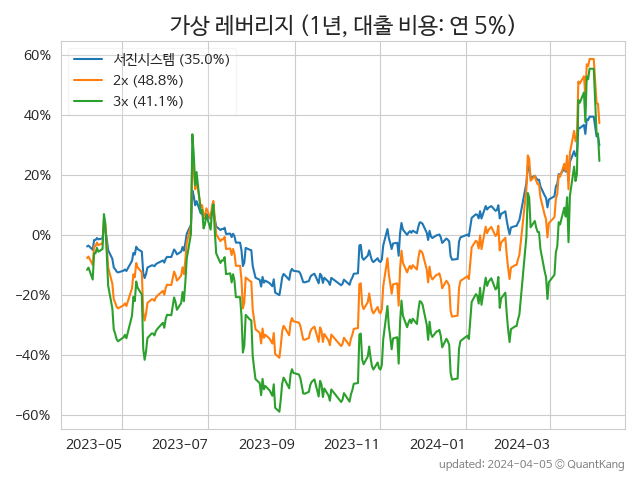 가상 레버리지 (1년, 대출 비용: 연 5%)
서진시스템 (35.0%)
2x (48.8%)
3x (41.1%)
60%
40%
20%
0%
−20%
−40%
−60%
2023-05 2023-07 2023-09 2023-11 2024-01 2024-03
updated: 2024-04-05 © QuantKang